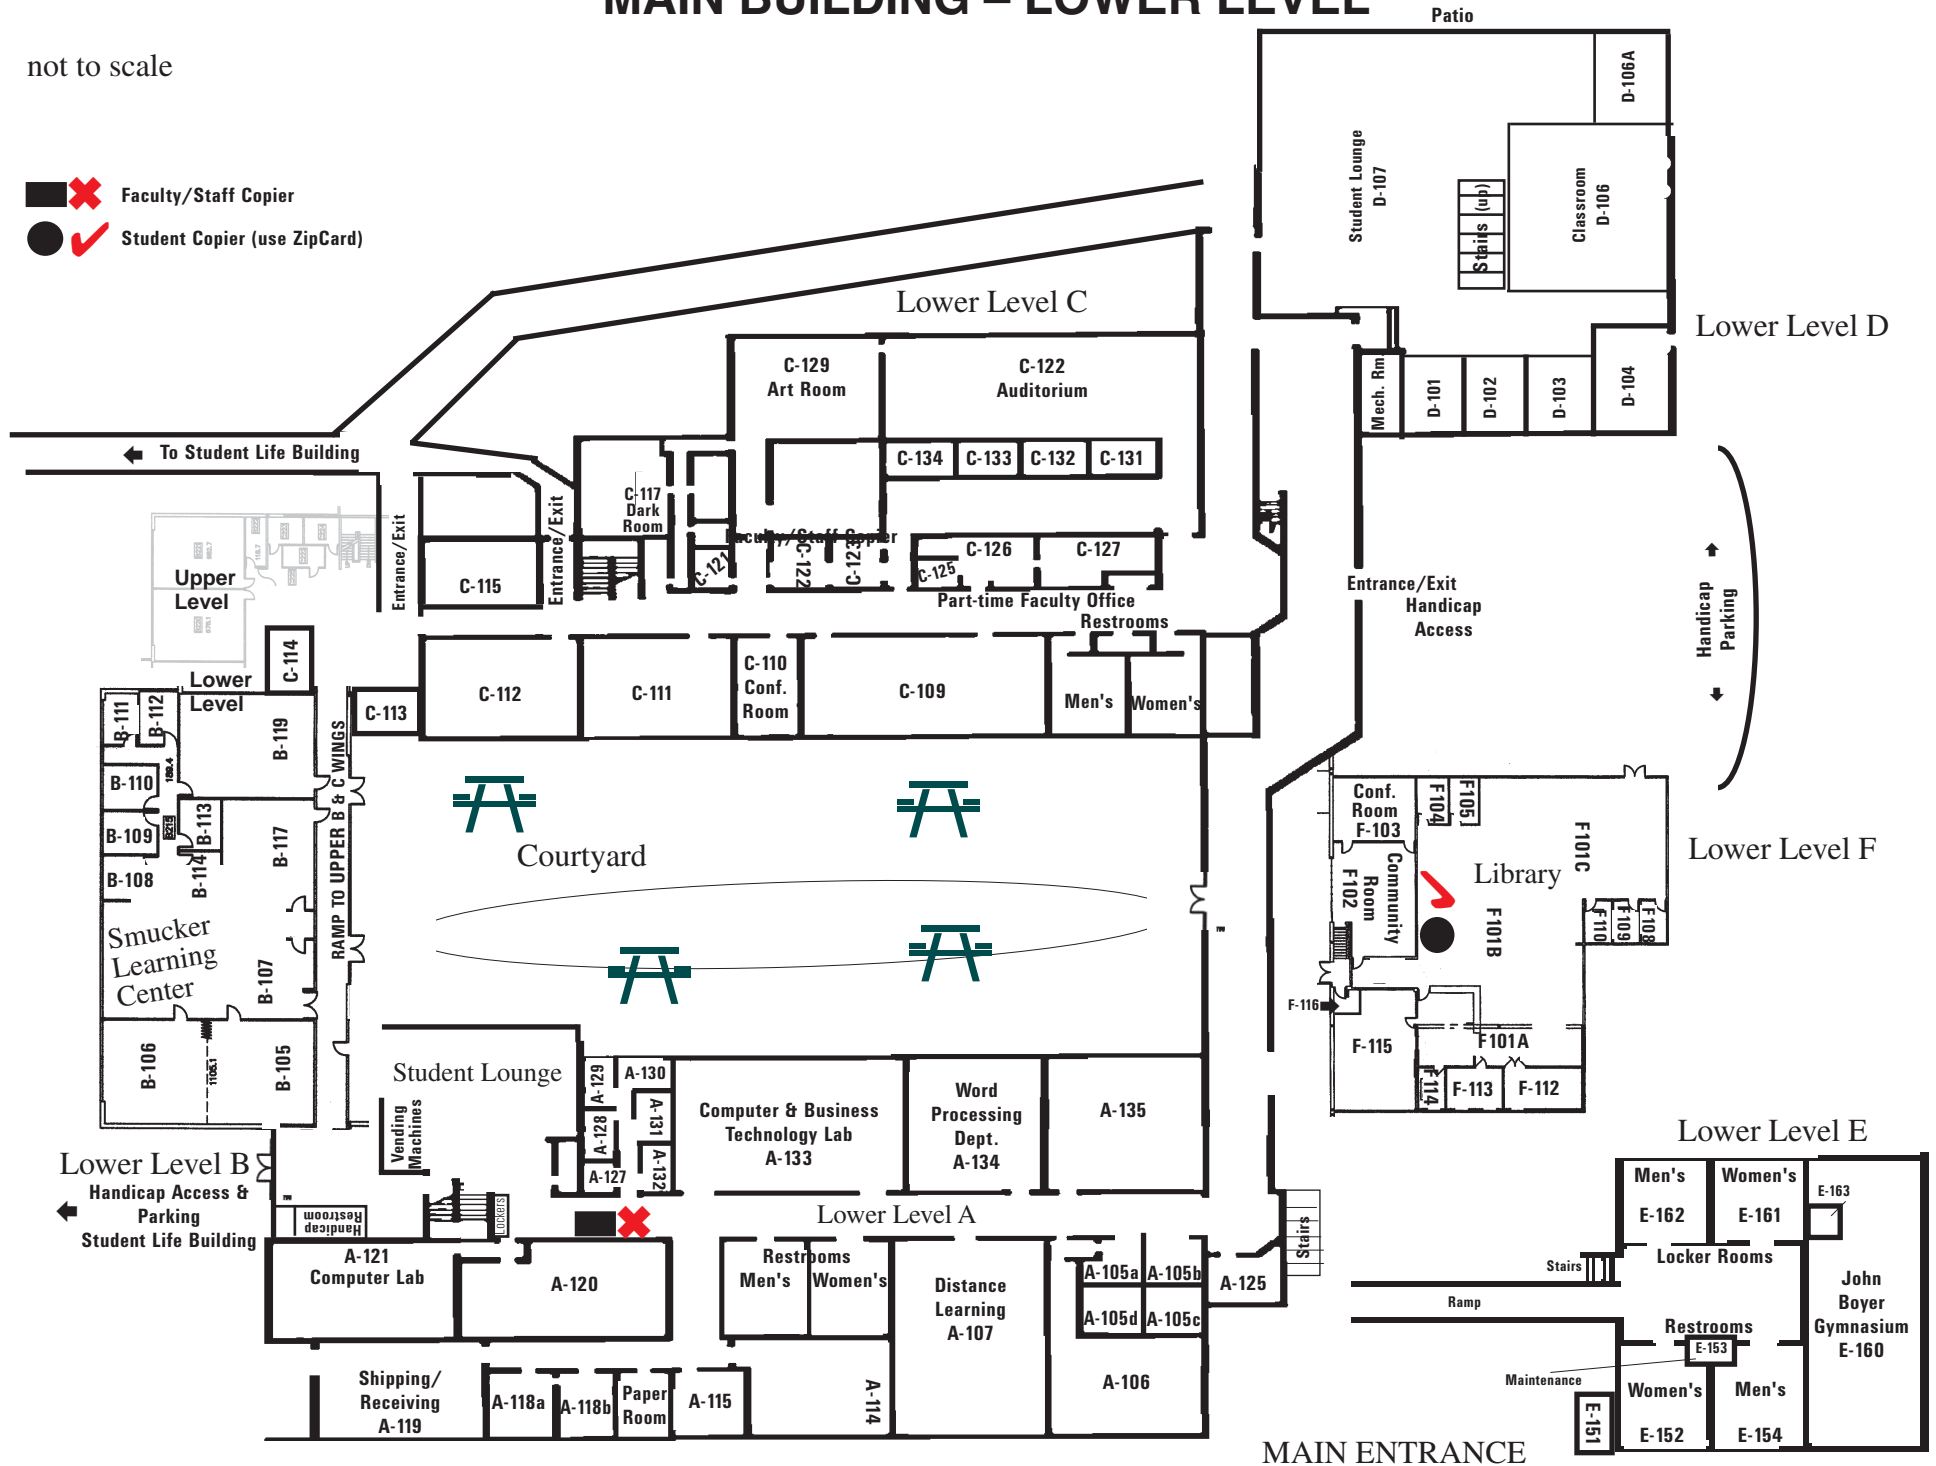 MAIN BUILDING – LOWER LEVEL
Patio
not to scale
Faculty/Staff Copier
Student Copier (use ZipCard)
D-106A
Student Lounge
D-107
Stairs (up)
Classroom
D-106
Lower Level C
Lower Level D
C-129
Art Room
C-122
Auditorium
Mech. Rm
D-101
D-102
D-103
D-104
To Student Life Building
C-134
C-133
C-132
C-131
C-117
Dark
Room
Entrance/Exit
Entrance/Exit
Faculty/Staff Copier
C-115
C-121
C-122
C-123
C-125
C-126
C-127
Part-time Faculty Office
Restrooms
Entrance/Exit
Handicap
Access
Handicap
Parking
Upper
Level
Lower
Level
C-114
C-113
C-112
C-111
C-110
Conf.
Room
C-109
Men's
Women's
B-111
B-112
B-119
B-110
189.4
B-109
B215
B-113
B-117
B-108
B-114
RAMP TO UPPER B & C WINGS
Smucker
Learning
Center
B-107
B-106
1105.1
B-105
Courtyard
Conf.
Room
F-103
F104
F105
F101C
Lower Level F
Library
Community
Room
F102
F101B
F110
F109
F108
F-116
F-115
F101A
F114
F-113
F-112
Student Lounge
Vending
Machines
A-129
A-130
A-128
A-131
A-127
A-132
Computer & Business
Technology Lab
A-133
Word
Processing
Dept.
A-134
A-135
Lower Level B
Handicap Access &
Parking
Student Life Building
Handicap
Restroom
Lockers
Lower Level A
Stairs
A-121
Computer Lab
A-120
Restrooms
Men's
Women's
Distance
Learning
A-107
A-105a
A-105b
A-105d
A-105c
A-125
Shipping/
Receiving
A-119
A-118a
A-118b
Paper
Room
A-115
A-114
A-106
Lower Level E
Men's
E-162
Women's
E-161
E-163
Locker Rooms
Stairs
Ramp
John
Boyer
Gymnasium
E-160
Restrooms
E-153
Maintenance
Women's
E-152
Men's
E-154
E-151
MAIN ENTRANCE